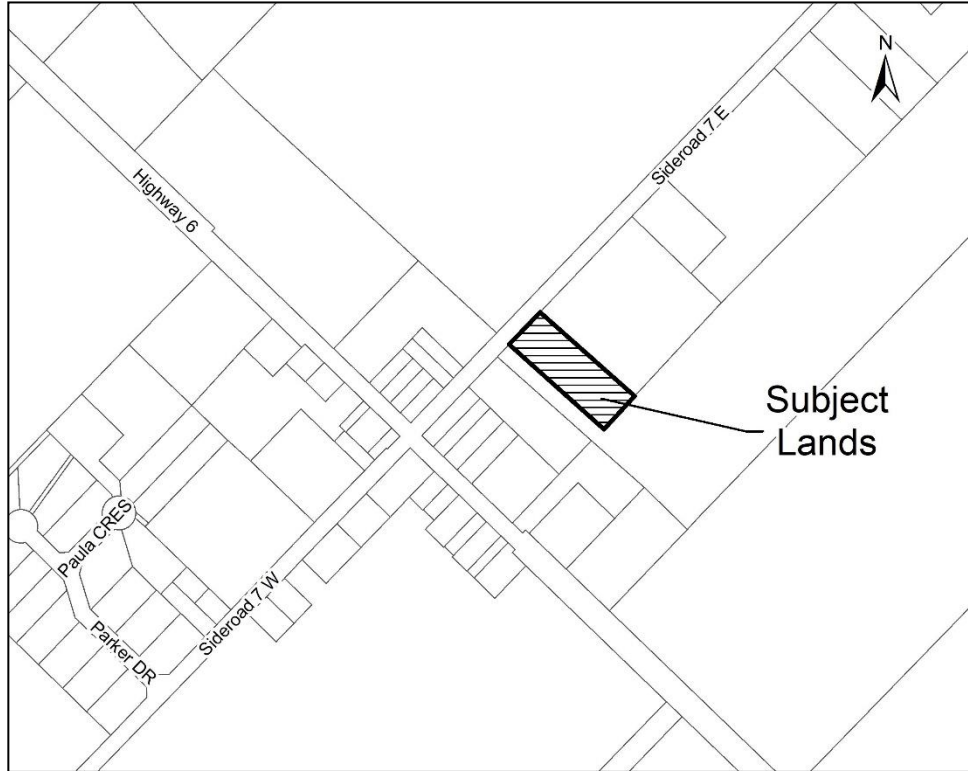 N
Sideroad 7 E
Highway 6
Subject
Lands
Paula CRES
Sideroad 7 W
Parker DR